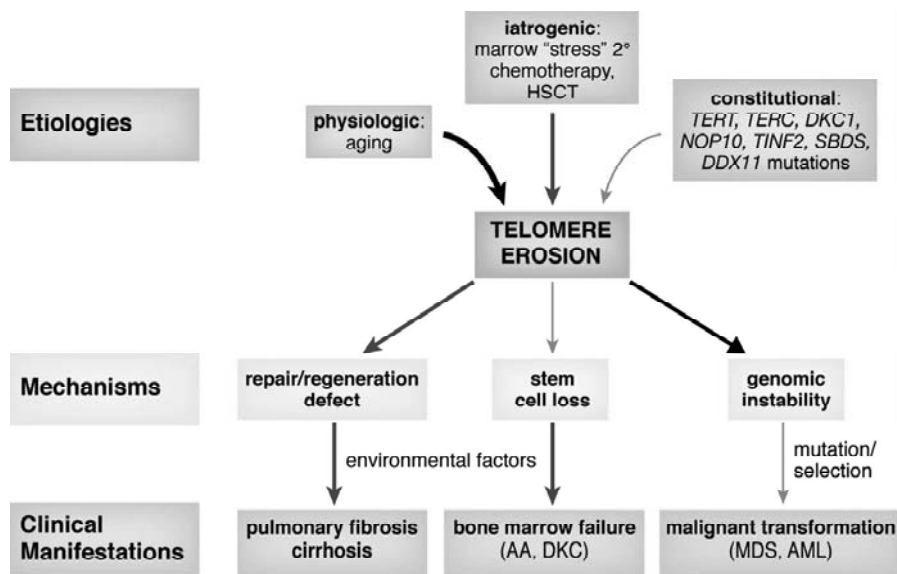 iatrogenic:
marrow “stress” 2°
chemotherapy,
HSCT
Etiologies
physiologic:
aging
constitutional:
TERT, TERC, DKC1,
NOP10, TINF2, SBDS,
DDX11 mutations
TELOMERE
EROSION
Mechanisms
repair/regeneration
defect
stem
cell loss
genomic
instability
environmental factors
mutation/
selection
Clinical
Manifestations
pulmonary fibrosis
cirrhosis
bone marrow failure
(AA, DKC)
malignant transformation
(MDS, AML)